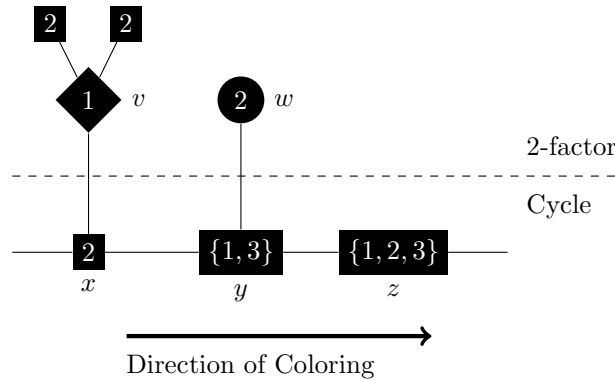 2 2
1 v 2 w
2-factor
Cycle
2 {1, 3} {1, 2, 3}
x y z
Direction of Coloring